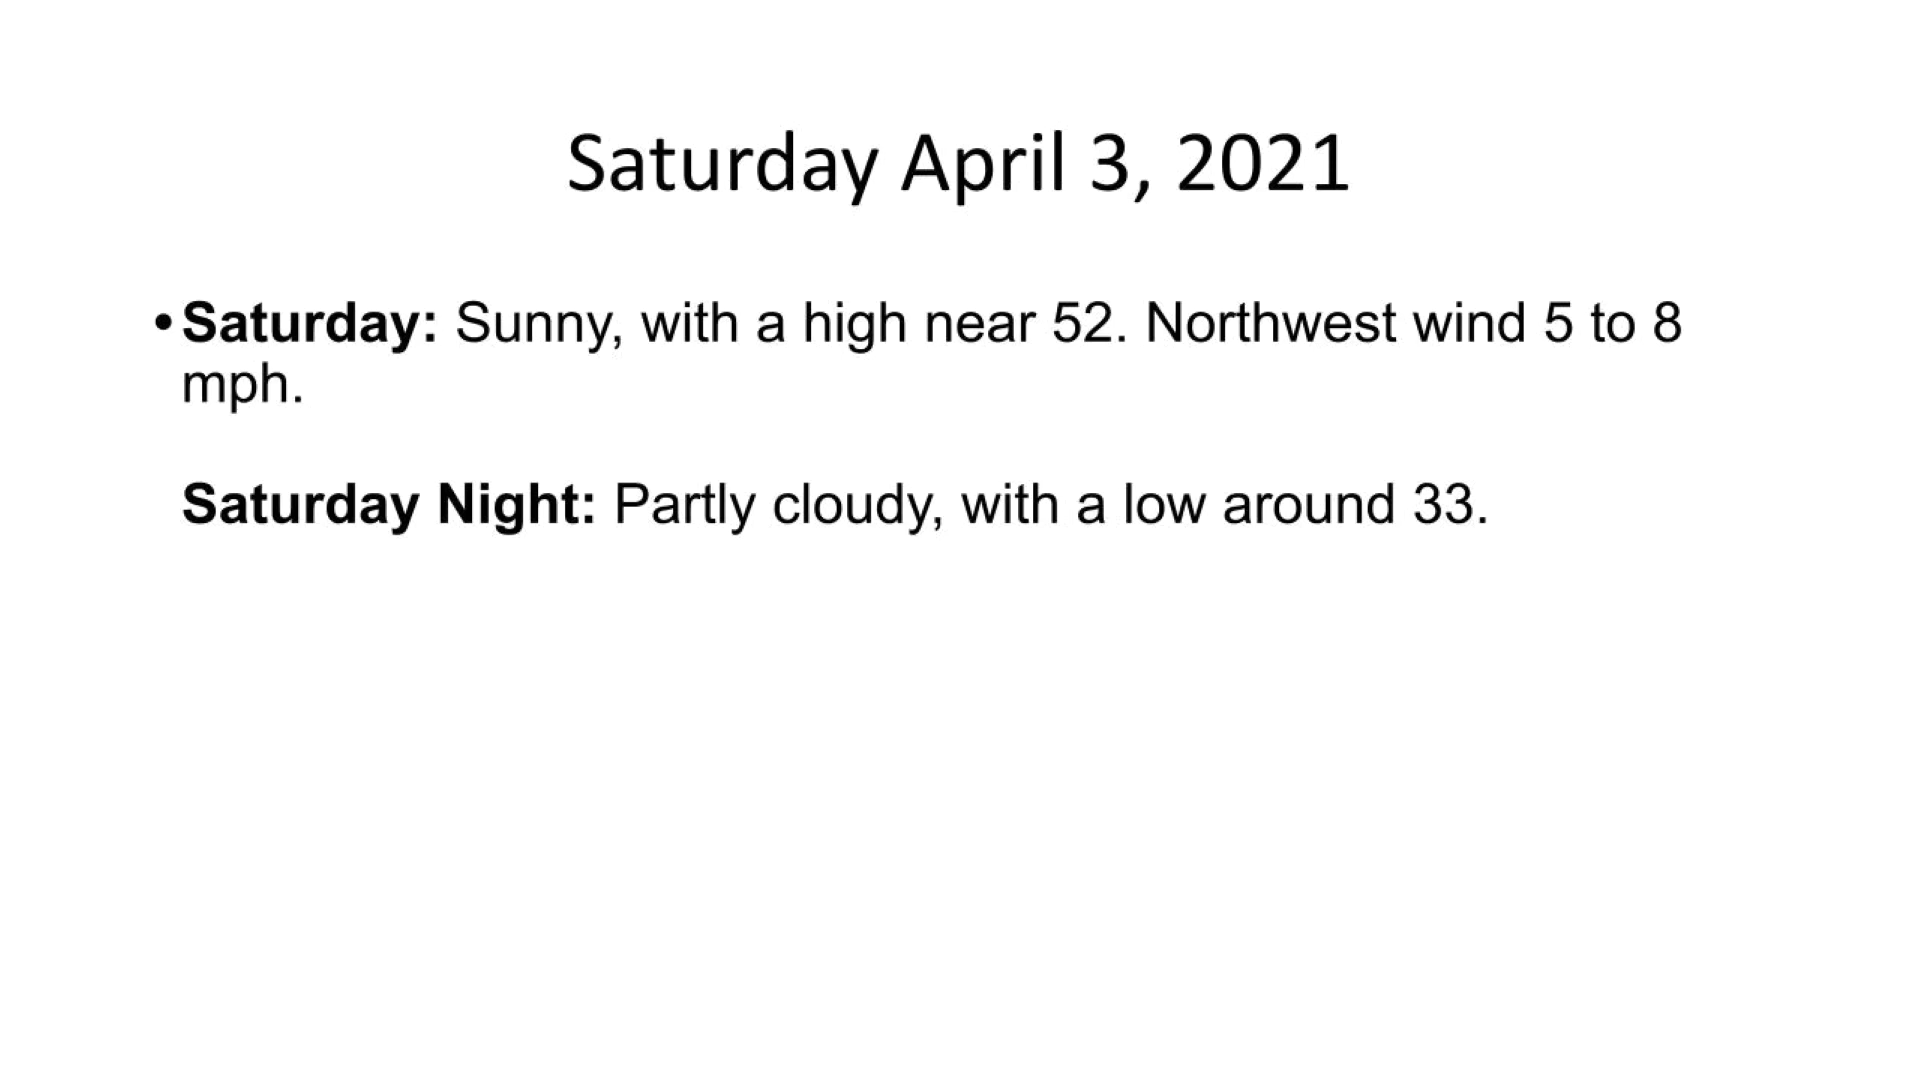 Saturday April 3, 2021
•Saturday: Sunny, with a high near 52. Northwest wind 5 to 8
mph.
Saturday Night: Partly cloudy, with a low around 33.